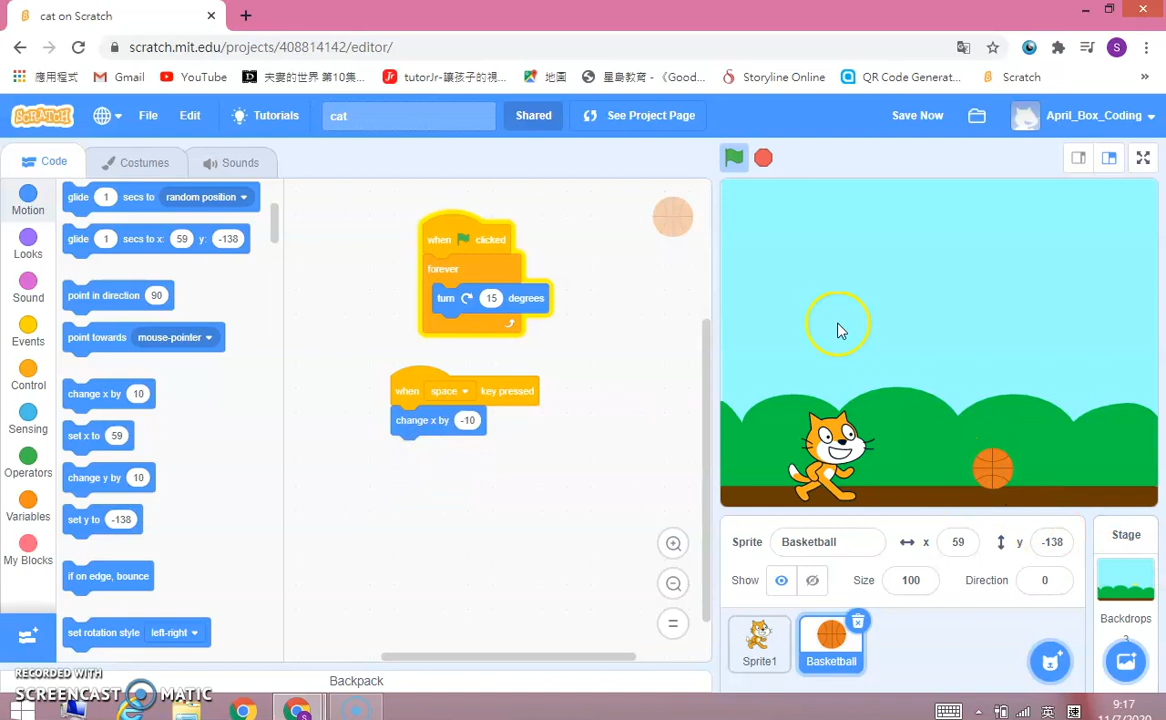 cat on Scratch
scratch.mit.edu/projects/408814142/editor/
S
應用程式 Gmail YouTube 夫妻的世界 第10集... tutorJr-讓孩子的視... 地圖 星島教育 - 《Good... Storyline Online QR Code Generat... Scratch »
SCRATCH File Edit Tutorials cat Shared See Project Page Save Now April_Box_Coding
Code Costumes Sounds
Motion
Looks
Sound
Events
Control
Sensing
Operators
Variables
My Blocks
glide 1 secs to random position
glide 1 secs to x: 59 y: -138
point in direction 90
point towards mouse-pointer
change x by 10
set x to 59
change y by 10
set y to -138
if on edge, bounce
set rotation style left-right
when clicked
forever
turn 15 degrees
when space key pressed
change x by -10
Sprite Basketball x 59 y -138
Show Size 100 Direction 0
Sprite1
Basketball
Stage
Backdrops
3
Backpack
RECORDED WITH
SCREENCAST MATIC
英
9:17
11/7/2020